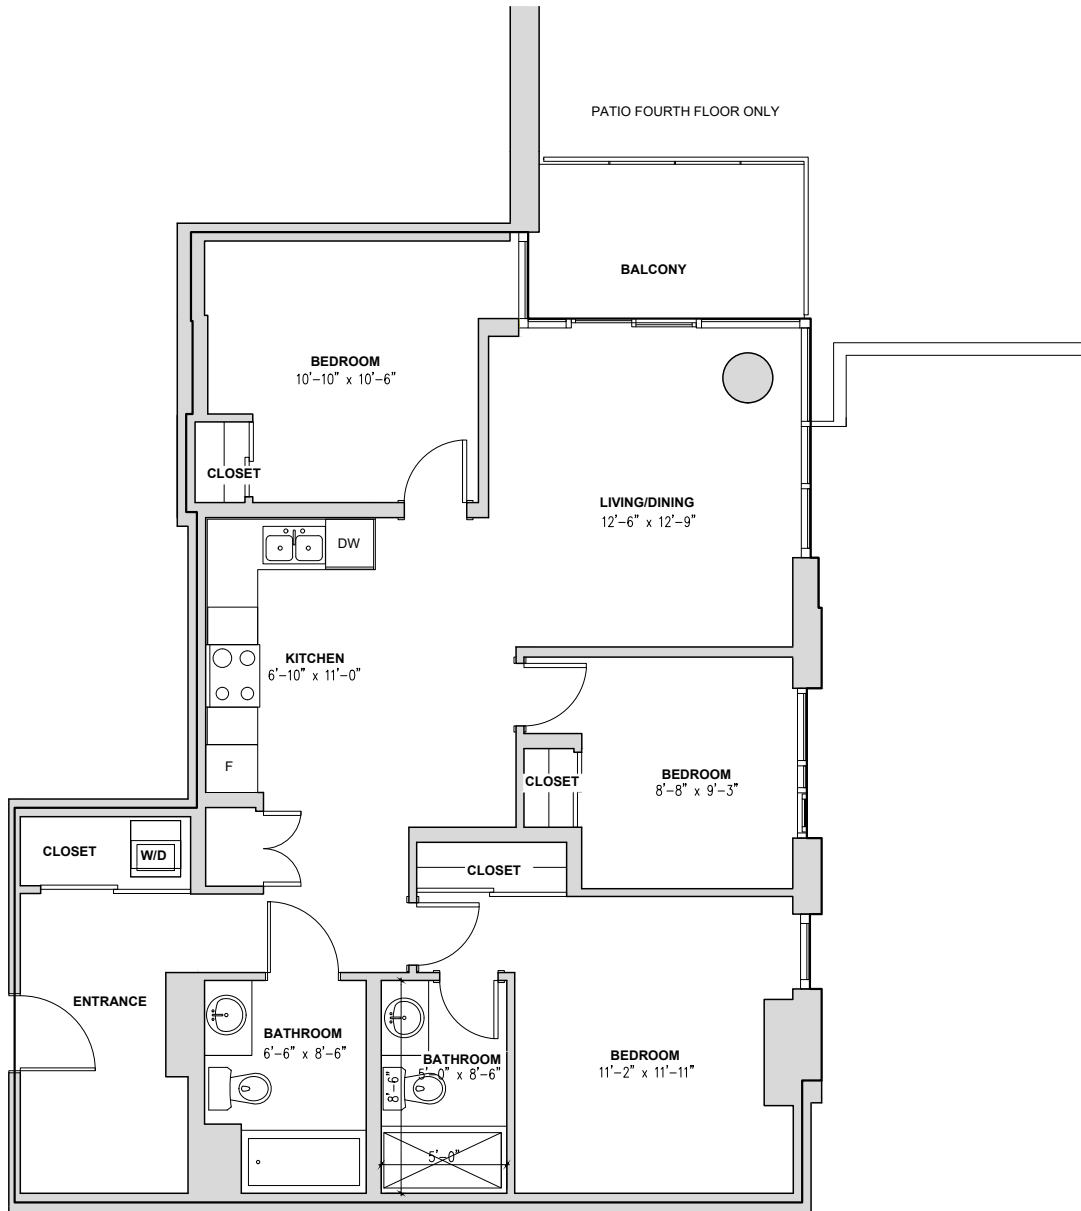 PATIO FOURTH FLOOR ONLY
BALCONY
BEDROOM
10'-10" x 10'-6"
CLOSET
LIVING/DINING
12'-6" x 12'-9"
DW
KITCHEN
6'-10" x 11'-0"
F
BEDROOM
8'-8" x 9'-3"
CLOSET
CLOSET
W/D
CLOSET
ENTRANCE
BATHROOM
6'-6" x 8'-6"
BATHROOM
5'-0" x 8'-6"
8'-6"
5'-0"
BEDROOM
11'-2" x 11'-11"